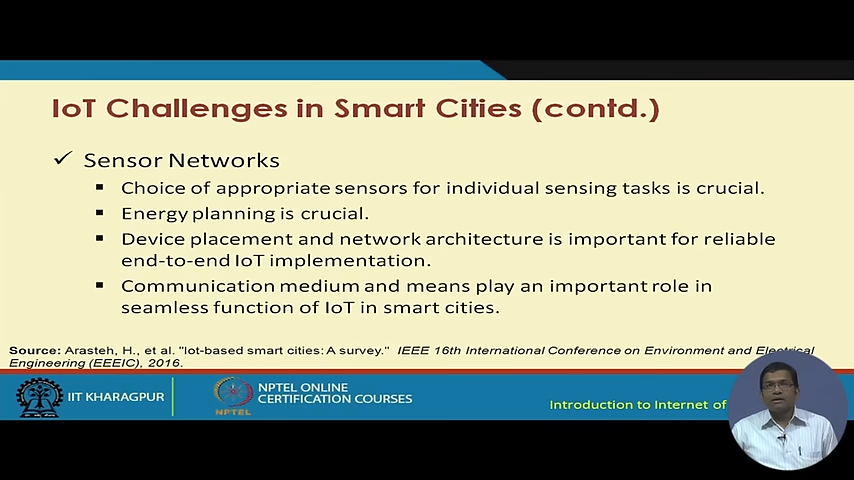 IoT Challenges in Smart Cities (contd.)
✓ Sensor Networks
▪ Choice of appropriate sensors for individual sensing tasks is crucial.
▪ Energy planning is crucial.
▪ Device placement and network architecture is important for reliable
end-to-end IoT implementation.
▪ Communication medium and means play an important role in
seamless function of IoT in smart cities.
Source: Arasteh, H., et al. "Iot-based smart cities: A survey." IEEE 16th International Conference on Environment and Electrical
Engineering (EEEIC), 2016.
IIT KHARAGPUR
NPTEL
NPTEL ONLINE
CERTIFICATION COURSES
Introduction to Internet of